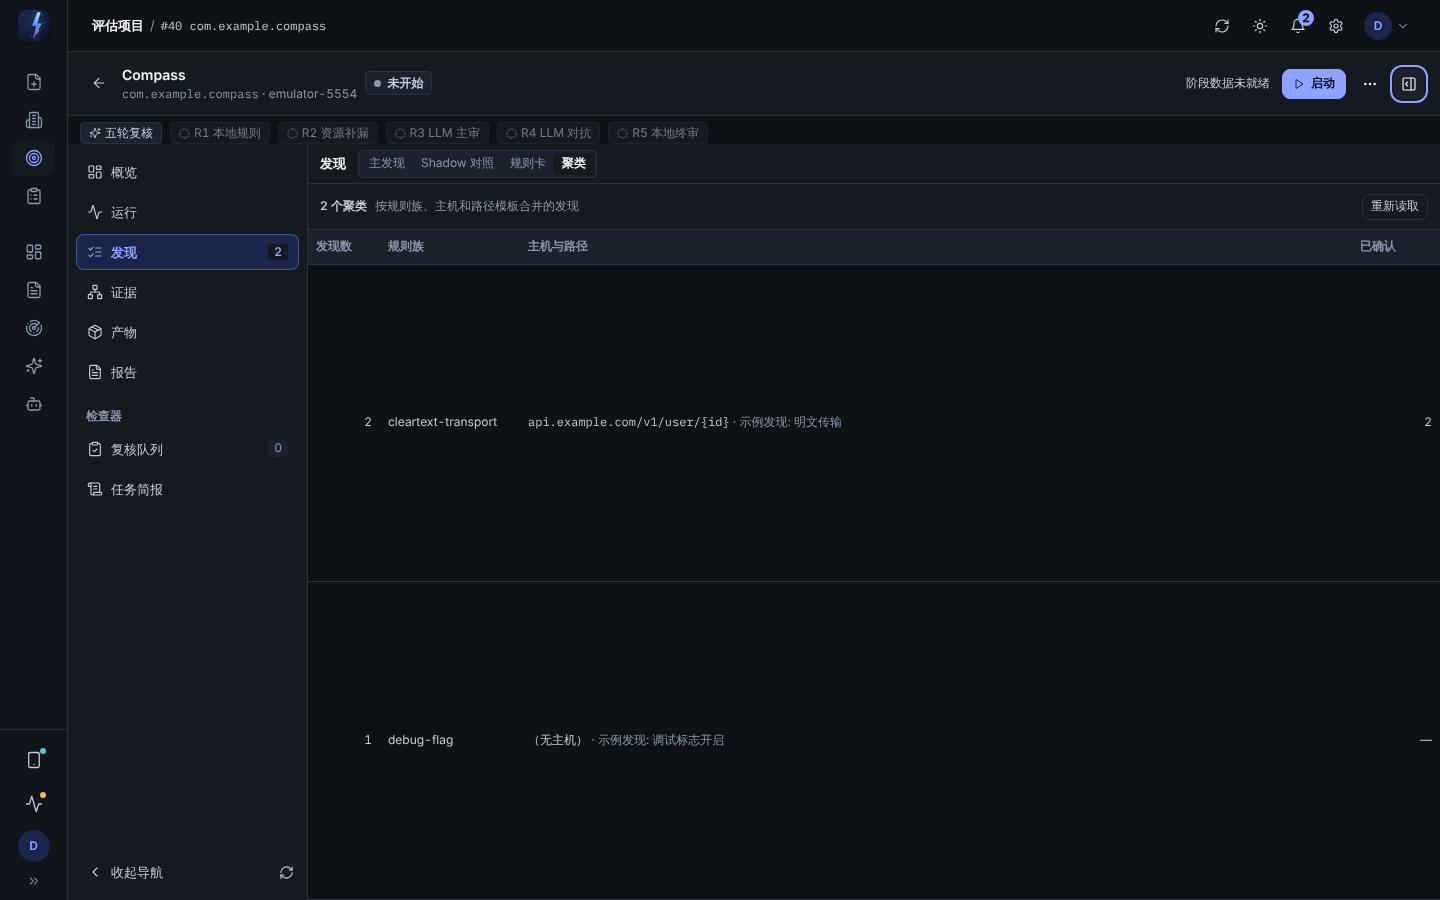 评估项目 / #40 com.example.compass
2
D
Compass
com.example.compass · emulator-5554
未开始
阶段数据未就绪
启动
五轮复核
R1 本地规则
R2 资源补漏
R3 LLM 主审
R4 LLM 对抗
R5 本地终审
概览
运行
发现 2
证据
产物
报告
检查器
复核队列 0
任务简报
收起导航
D
发现
主发现
Shadow 对照
规则卡
聚类
2 个聚类 按规则族、主机和路径模板合并的发现
重新读取
发现数 规则族 主机与路径 已确认
2 cleartext-transport api.example.com/v1/user/{id} · 示例发现: 明文传输 2
1 debug-flag （无主机） · 示例发现: 调试标志开启 —